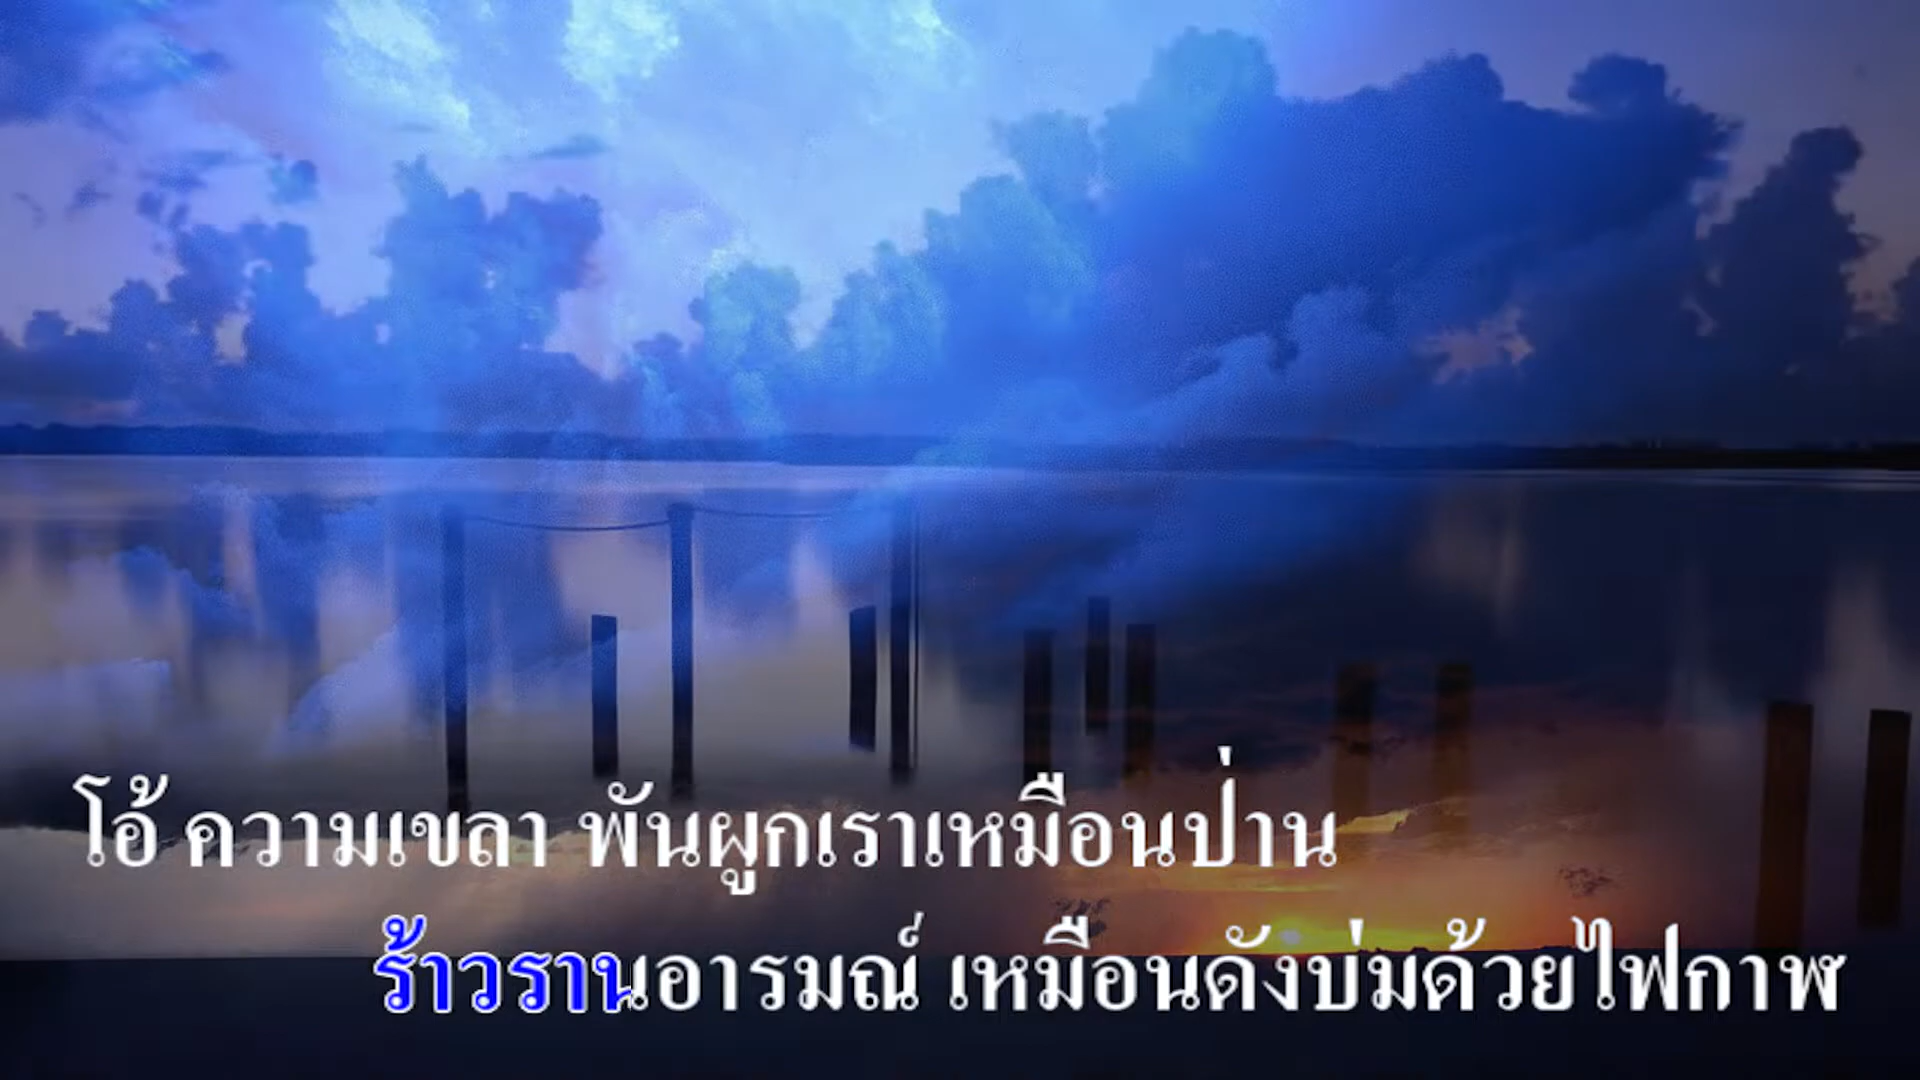 โอ้ ความเขลา พันผูกเราเหมือนป่าน
ร้าวรานอารมณ์ เหมือนดังบ่มด้วยไฟกาฬ